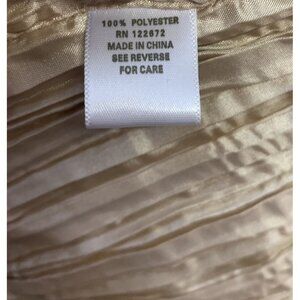 100% POLYESTER
RN 122672
MADE IN CHINA
SEE REVERSE
FOR CARE